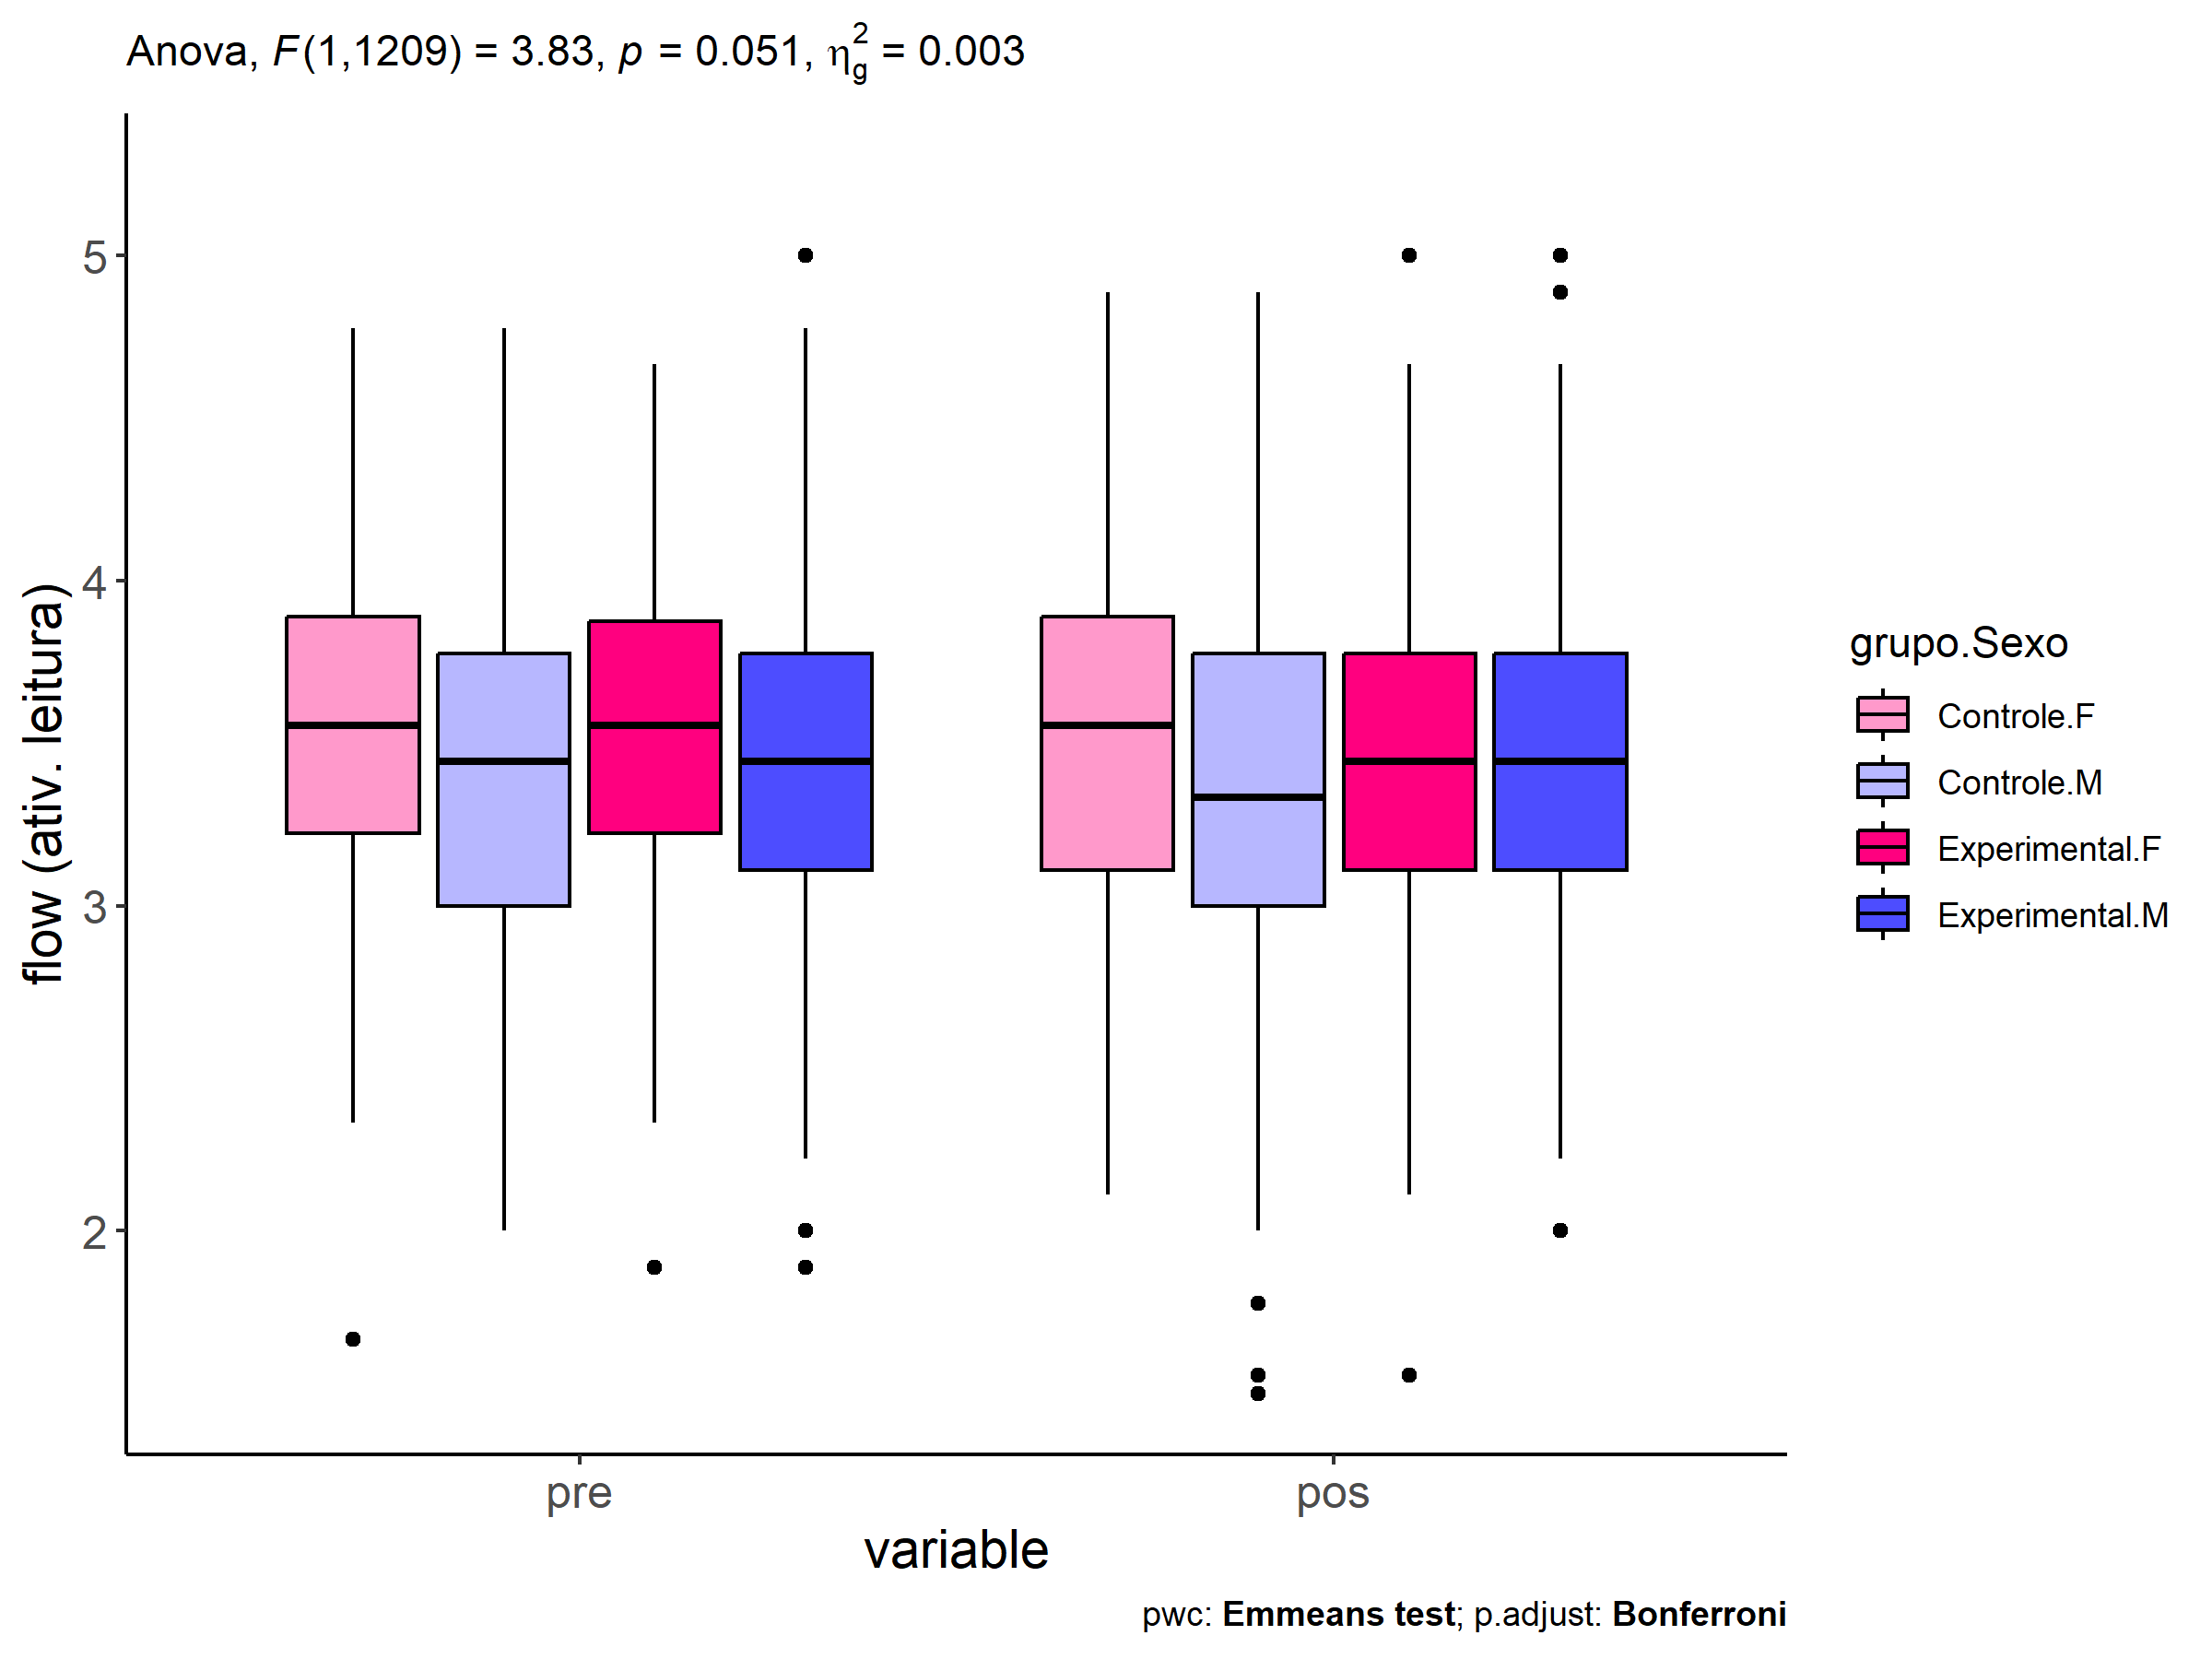 Anova, F(1,1209) = 3.83, p = 0.051, η²g = 0.003
5
4
3
2
flow (ativ. leitura)
pre
pos
variable
grupo.Sexo
Controle.F
Controle.M
Experimental.F
Experimental.M
pwc: Emmeans test; p.adjust: Bonferroni